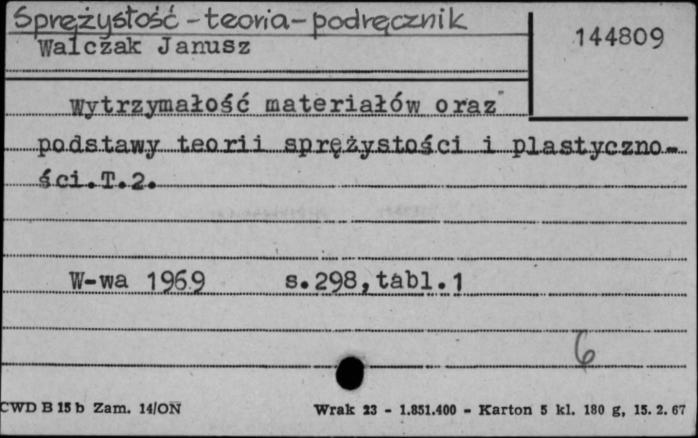 Sprężystość - teoria - podręcznik
Walczak Janusz
144809
Wytrzymałość materiałów oraz
podstawy teorii sprężystości i plastyczno-
ści.T.2.
W-wa 1969 s.298,tabl.1
6
CWD B 15 b Zam. 14/ON Wrak 23 - 1.851.400 - Karton 5 kl. 180 g, 15. 2. 67